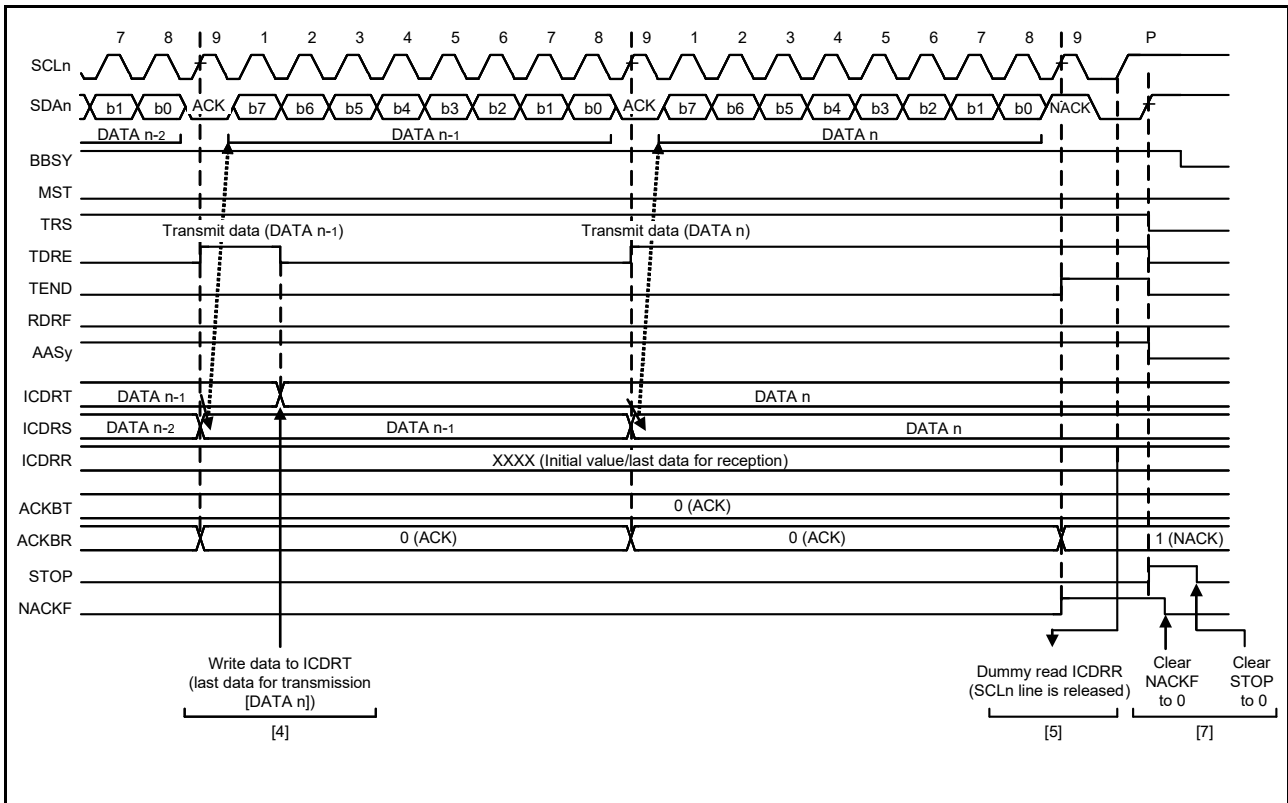 7 8 9 1 2 3 4 5 6 7 8 9 1 2 3 4 5 6 7 8 9 P
SCLn
SDAn b1 b0 ACK b7 b6 b5 b4 b3 b2 b1 b0 ACK b7 b6 b5 b4 b3 b2 b1 b0 NACK
DATA n-2 DATA n-1 DATA n
BBSY
MST
TRS
Transmit data (DATA n-1) Transmit data (DATA n)
TDRE
TEND
RDRF
AASy
ICDRT DATA n-1 DATA n
ICDRS DATA n-2 DATA n-1 DATA n
ICDRR XXXX (Initial value/last data for reception)
ACKBT 0 (ACK)
ACKBR 0 (ACK) 0 (ACK) 1 (NACK)
STOP
NACKF
Write data to ICDRT
(last data for transmission
[DATA n])
[4]
Dummy read ICDRR
(SCLn line is released)
[5]
Clear
NACKF
to 0
Clear
STOP
to 0
[7]